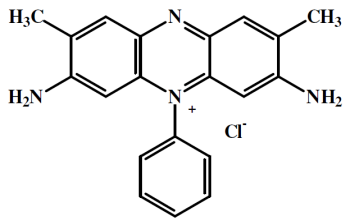 H₃C N CH₃
H₂N N + NH₂
Cl⁻